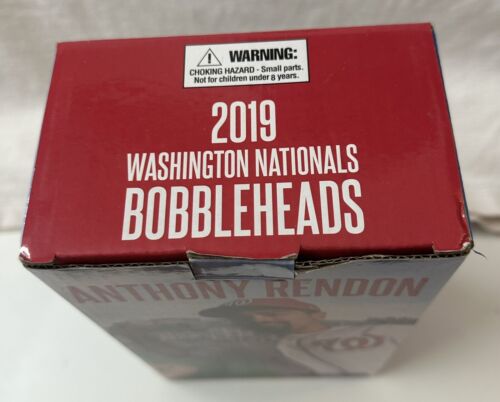 WARNING:
CHOKING HAZARD - Small parts.
Not for children under 8 years.
2019
WASHINGTON NATIONALS
BOBBLEHEADS
ANTHONY RENDON
W